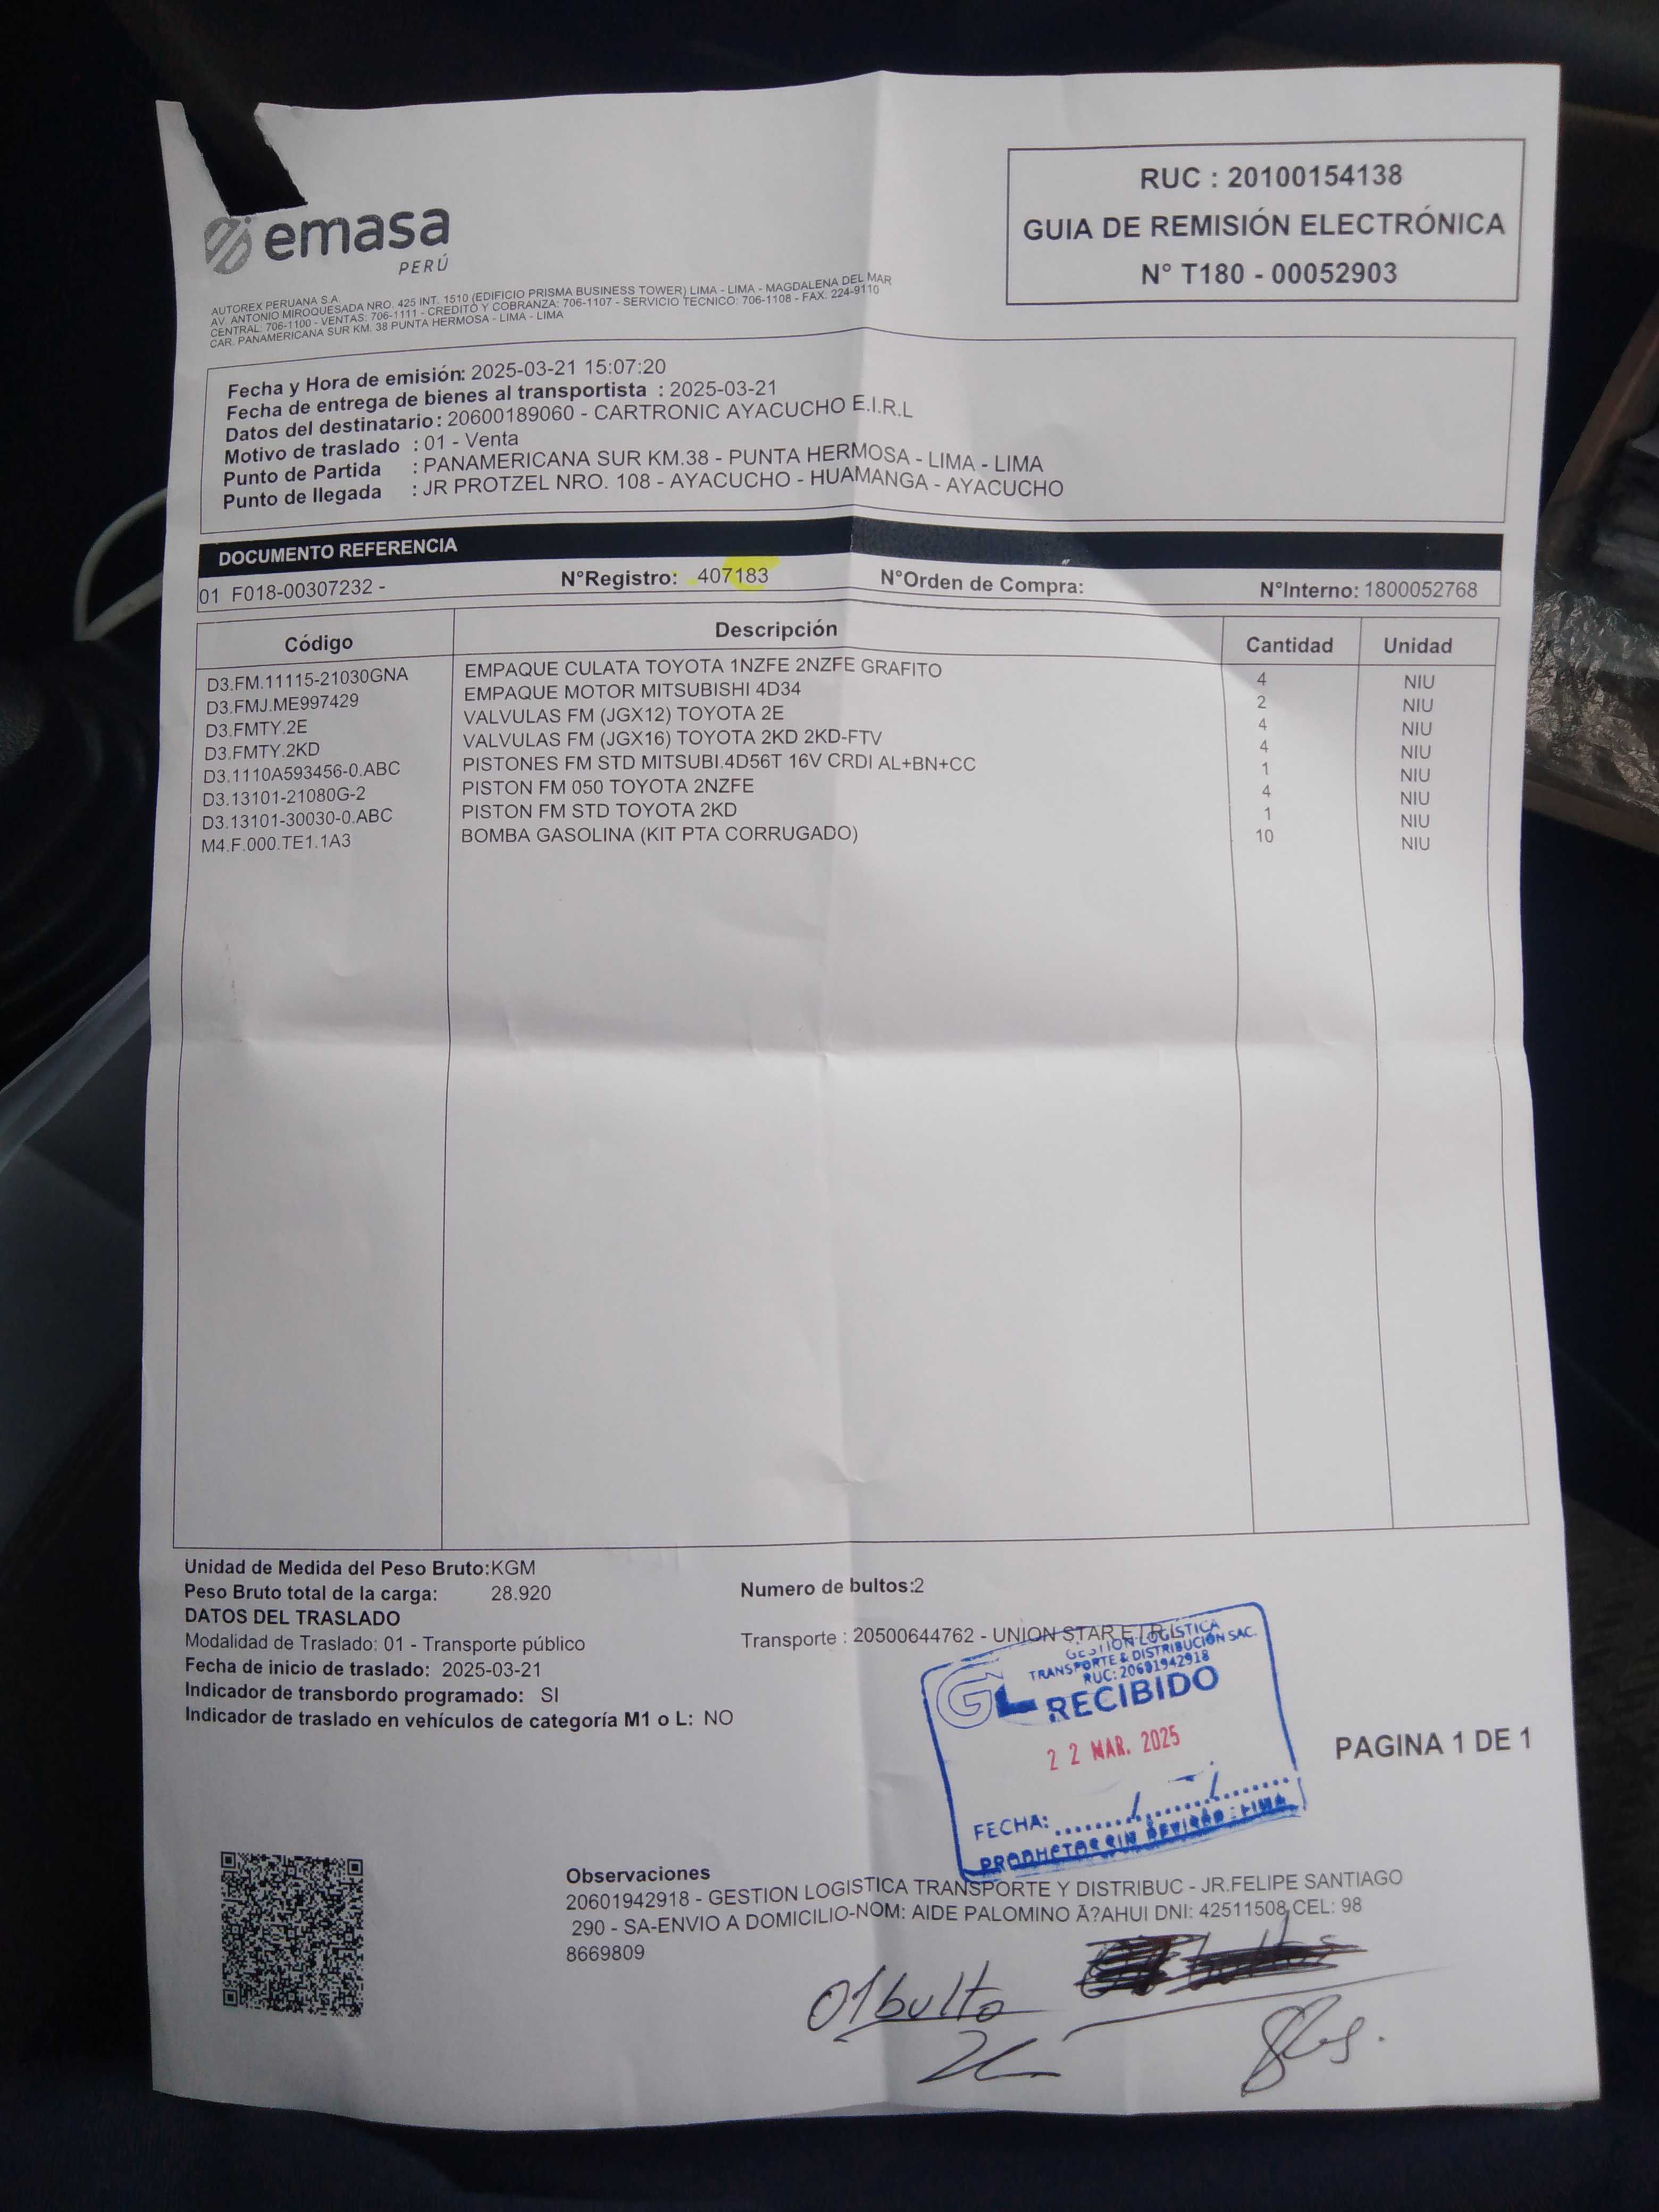 emasa
PERÚ
AUTOREX PERUANA S.A.
AV. ANTONIO MIROQUESADA NRO. 425 INT. 1510 (EDIFICIO PRISMA BUSINESS TOWER) LIMA - LIMA - MAGDALENA DEL MAR
CENTRAL: 706-1100 - VENTAS: 706-1111 - CREDITO Y COBRANZA: 706-1107 - SERVICIO TECNICO: 706-1108 - FAX. 224-9110
CAR. PANAMERICANA SUR KM. 38 PUNTA HERMOSA - LIMA - LIMA
RUC : 20100154138
GUIA DE REMISIÓN ELECTRÓNICA
N° T180 - 00052903
Fecha y Hora de emisión: 2025-03-21 15:07:20
Fecha de entrega de bienes al transportista : 2025-03-21
Datos del destinatario: 20600189060 - CARTRONIC AYACUCHO E.I.R.L
Motivo de traslado : 01 - Venta
Punto de Partida : PANAMERICANA SUR KM.38 - PUNTA HERMOSA - LIMA - LIMA
Punto de llegada : JR PROTZEL NRO. 108 - AYACUCHO - HUAMANGA - AYACUCHO
DOCUMENTO REFERENCIA
01 F018-00307232 - N°Registro: 407183 N°Orden de Compra: N°Interno: 1800052768
Código Descripción Cantidad Unidad
D3.FM.11115-21030GNA EMPAQUE CULATA TOYOTA 1NZFE 2NZFE GRAFITO 4 NIU
D3.FMJ.ME997429 EMPAQUE MOTOR MITSUBISHI 4D34 2 NIU
D3.FMTY.2E VALVULAS FM (JGX12) TOYOTA 2E 4 NIU
D3.FMTY.2KD VALVULAS FM (JGX16) TOYOTA 2KD 2KD-FTV 4 NIU
D3.1110A593456-0.ABC PISTONES FM STD MITSUBI.4D56T 16V CRDI AL+BN+CC 1 NIU
D3.13101-21080G-2 PISTON FM 050 TOYOTA 2NZFE 4 NIU
D3.13101-30030-0.ABC PISTON FM STD TOYOTA 2KD 1 NIU
M4.F.000.TE1.1A3 BOMBA GASOLINA (KIT PTA CORRUGADO) 10 NIU
Unidad de Medida del Peso Bruto:KGM
Peso Bruto total de la carga: 28.920 Numero de bultos:2
DATOS DEL TRASLADO
Modalidad de Traslado: 01 - Transporte público Transporte : 20500644762 - UNION STAR E.I.R.L
Fecha de inicio de traslado: 2025-03-21
Indicador de transbordo programado: SI
Indicador de traslado en vehículos de categoría M1 o L: NO
GL
GESTION LOGÍSTICA
TRANSPORTE & DISTRIBUCIÓN SAC.
RUC: 20601942918
RECIBIDO
22 MAR. 2025
FECHA: ....../....../......
PRODUCTOS SIN REVISAR - LIMA
PAGINA 1 DE 1
Observaciones
20601942918 - GESTION LOGISTICA TRANSPORTE Y DISTRIBUC - JR.FELIPE SANTIAGO
290 - SA-ENVIO A DOMICILIO-NOM: AIDE PALOMINO Ã?AHUI DNI: 42511508 CEL: 98
8669809
01 bulto